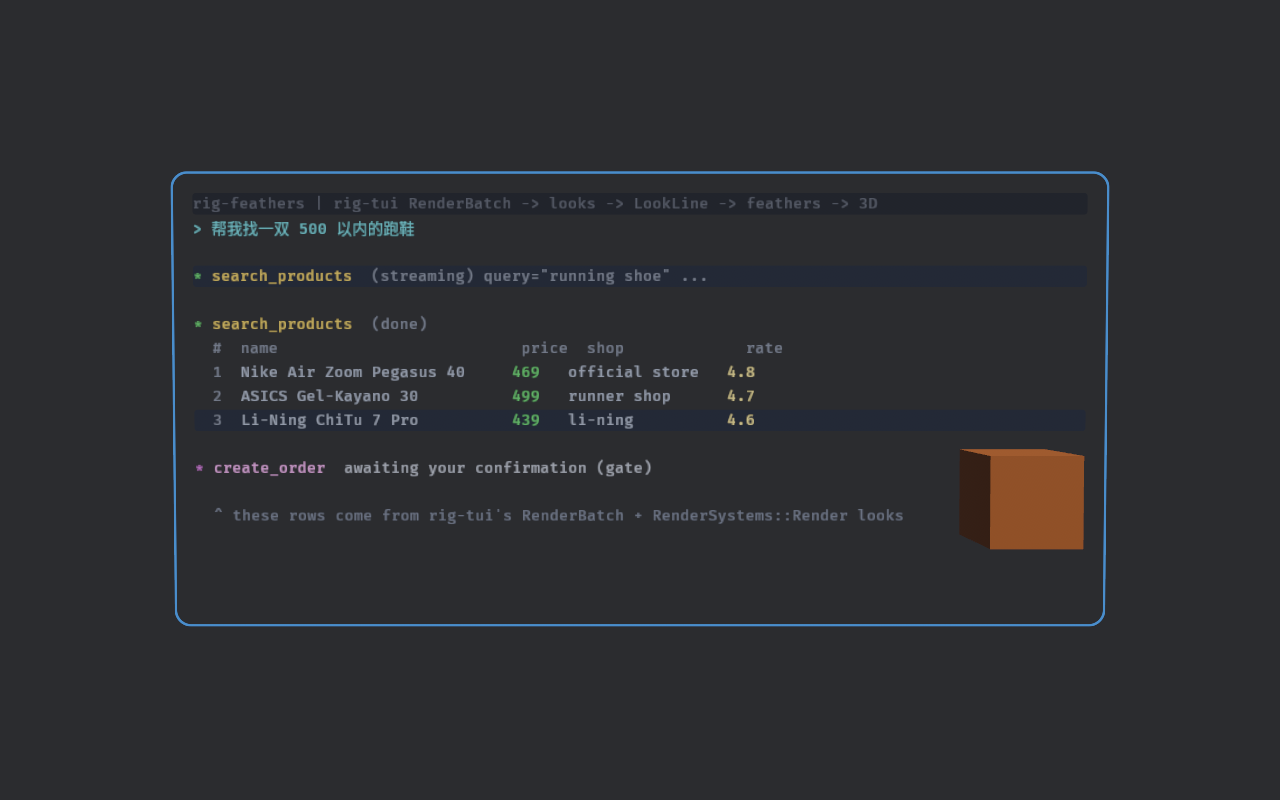 rig-feathers | rig-tui RenderBatch -> looks -> LookLine -> feathers -> 3D
> 帮我找一双 500 以内的跑鞋
* search_products (streaming) query="running shoe" ...
* search_products (done)
# name price shop rate
1 Nike Air Zoom Pegasus 40 469 official store 4.8
2 ASICS Gel-Kayano 30 499 runner shop 4.7
3 Li-Ning ChiTu 7 Pro 439 li-ning 4.6
* create_order awaiting your confirmation (gate)
^ these rows come from rig-tui's RenderBatch + RenderSystems::Render looks